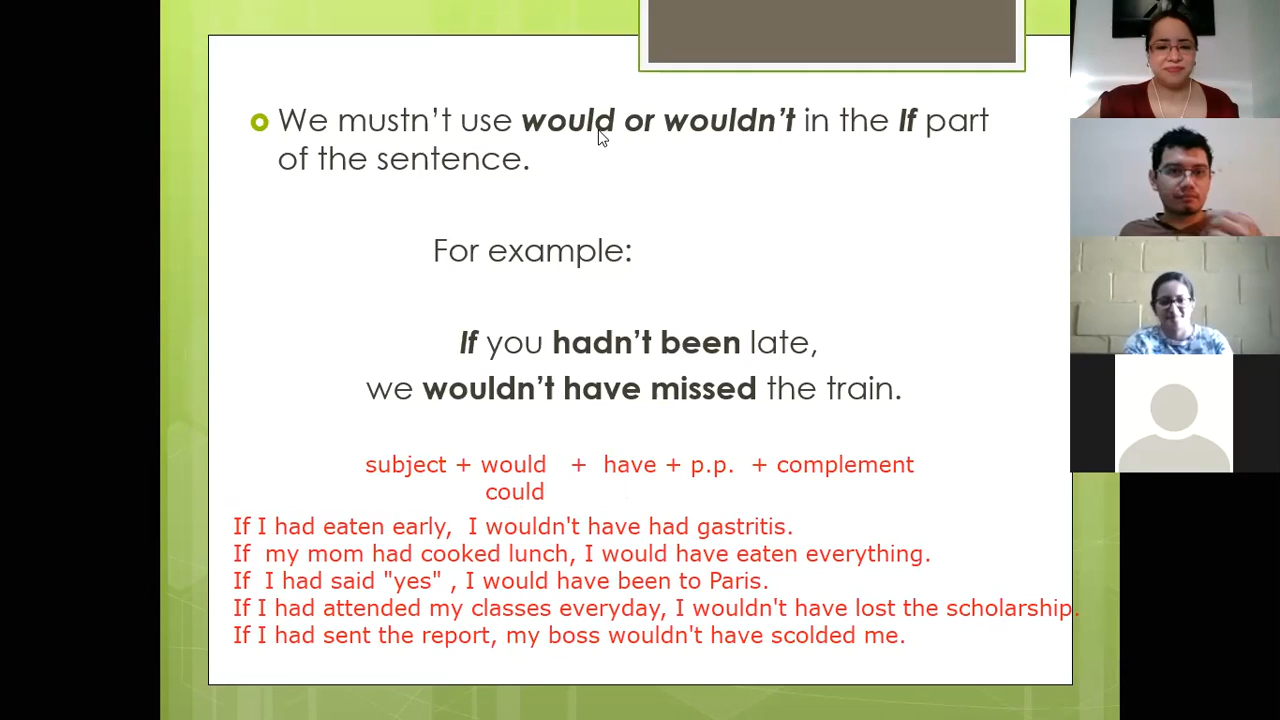 We mustn't use would or wouldn't in the If part
of the sentence.
For example:
If you hadn't been late,
we wouldn't have missed the train.
subject + would + have + p.p. + complement
could
If I had eaten early, I wouldn't have had gastritis.
If my mom had cooked lunch, I would have eaten everything.
If I had said "yes" , I would have been to Paris.
If I had attended my classes everyday, I wouldn't have lost the scholarship.
If I had sent the report, my boss wouldn't have scolded me.